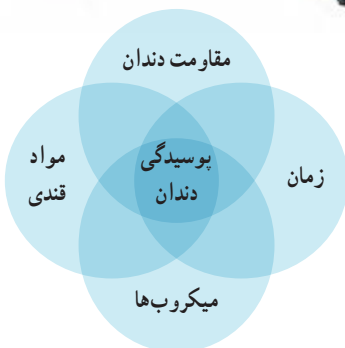 مقاومت دندان
مواد
قندی
پوسیدگی
دندان
زمان
میکروب‌ها